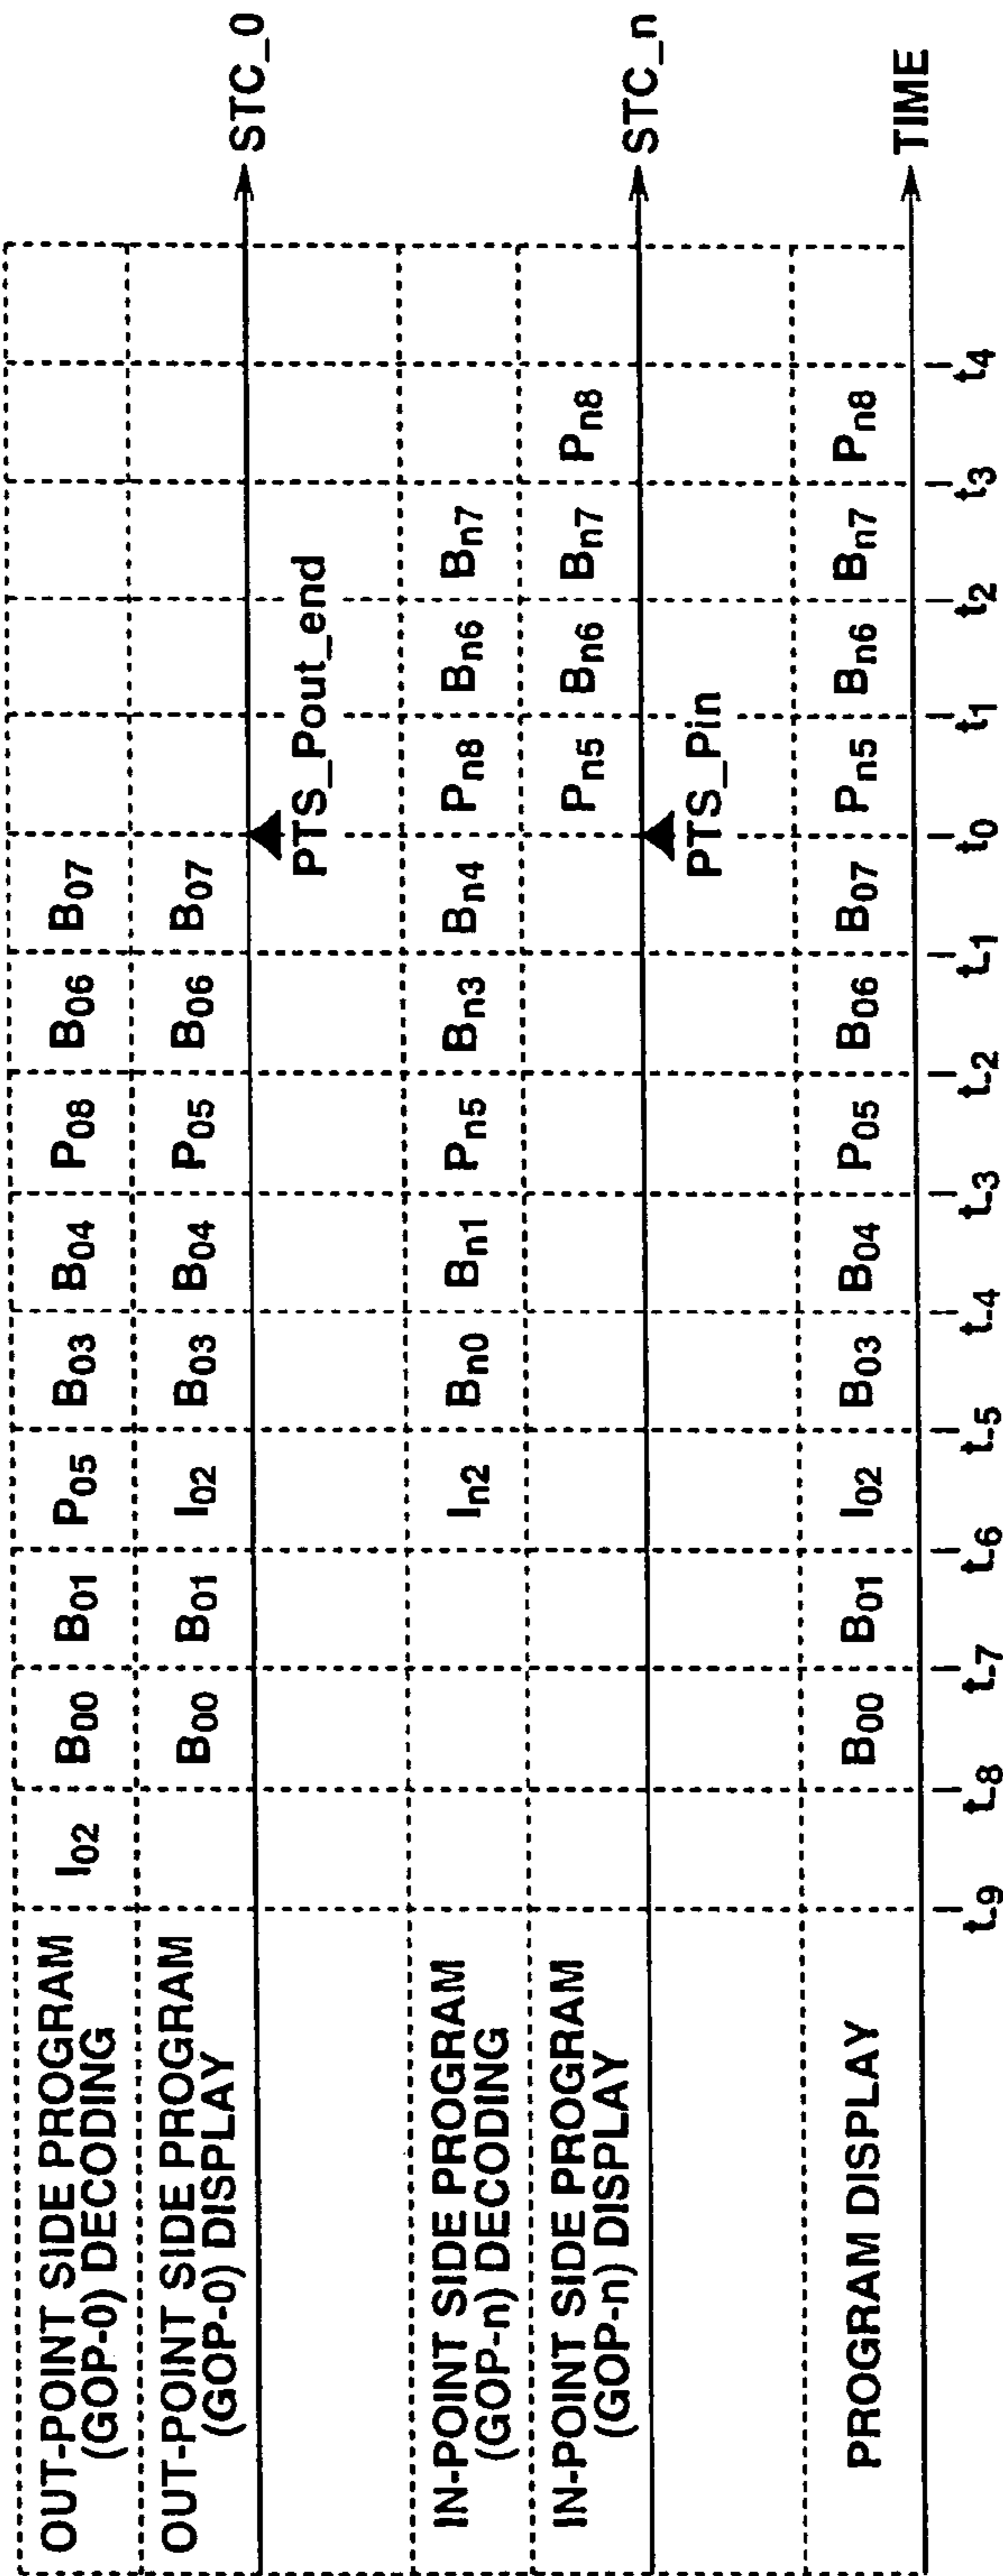 OUT-POINT SIDE PROGRAM
(GOP-0) DECODING
I02 B00 B01 P05 B03 B04 P08 B06 B07
OUT-POINT SIDE PROGRAM
(GOP-0) DISPLAY
B00 B01 I02 B03 B04 P05 B06 B07
STC_0
PTS_Pout_end
IN-POINT SIDE PROGRAM
(GOP-n) DECODING
In2 Bn0 Bn1 Pn5 Bn3 Bn4 Pn8 Bn6 Bn7
IN-POINT SIDE PROGRAM
(GOP-n) DISPLAY
Pn5 Bn6 Bn7 Pn8
STC_n
PTS_Pin
PROGRAM DISPLAY
B00 B01 I02 B03 B04 P05 B06 B07 Pn5 Bn6 Bn7 Pn8
TIME
t-9 t-8 t-7 t-6 t-5 t-4 t-3 t-2 t-1 t0 t1 t2 t3 t4